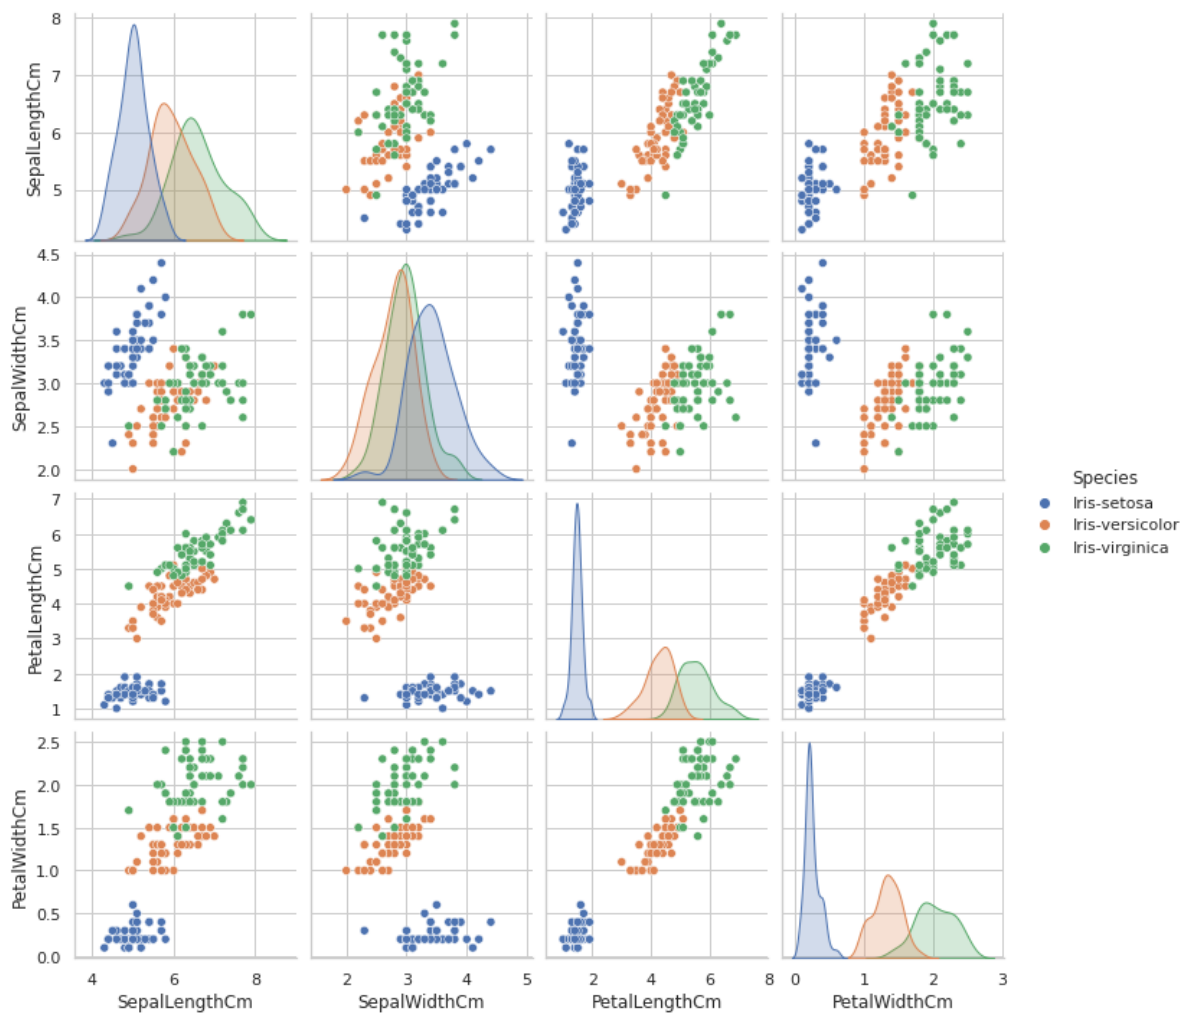 8
7
6
5
SepalLengthCm
4.5
4.0
3.5
3.0
2.5
2.0
SepalWidthCm
7
6
5
4
3
2
1
PetalLengthCm
2.5
2.0
1.5
1.0
0.5
0.0
PetalWidthCm
4 6 8
SepalLengthCm
2 3 4 5
SepalWidthCm
2 4 6 8
PetalLengthCm
0 1 2 3
PetalWidthCm
Species
Iris-setosa
Iris-versicolor
Iris-virginica